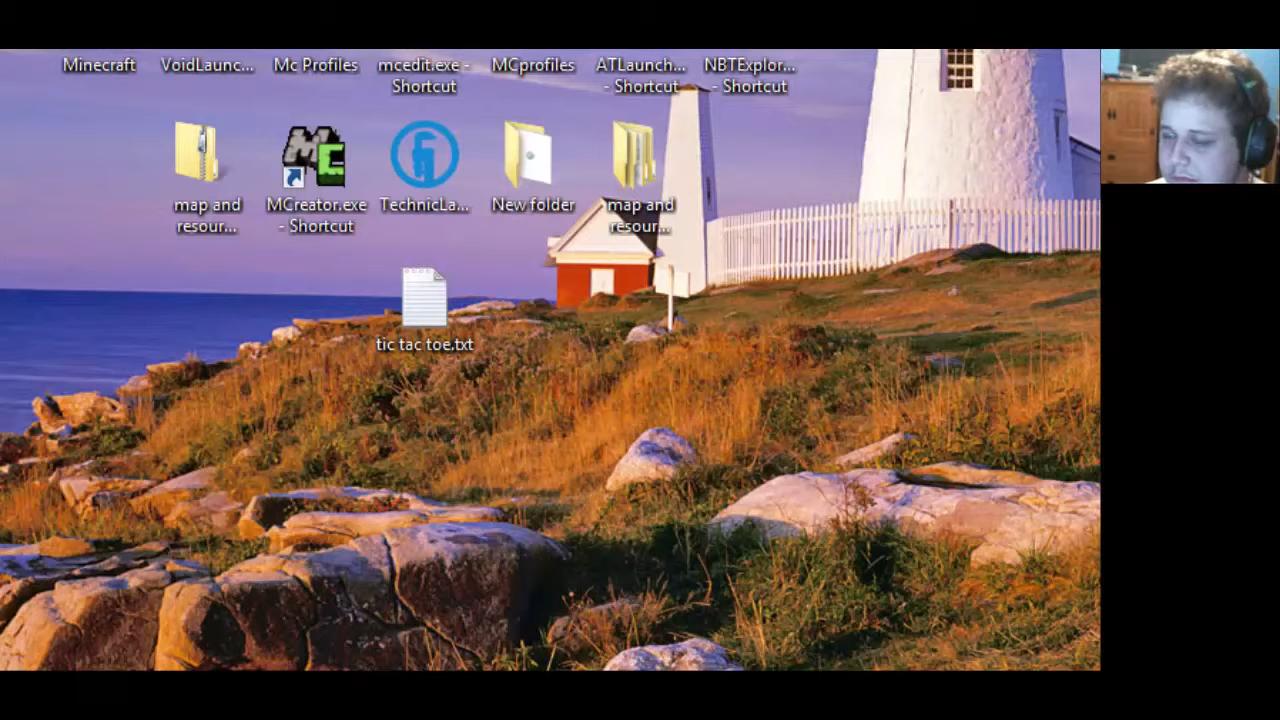 Minecraft VoidLaunc... Mc Profiles mcedit.exe - Shortcut MCprofiles ATLaunch... - Shortcut NBTExplor... - Shortcut
map and resour... MCreator.exe - Shortcut TechnicLa... New folder map and resour...
tic tac toe.txt